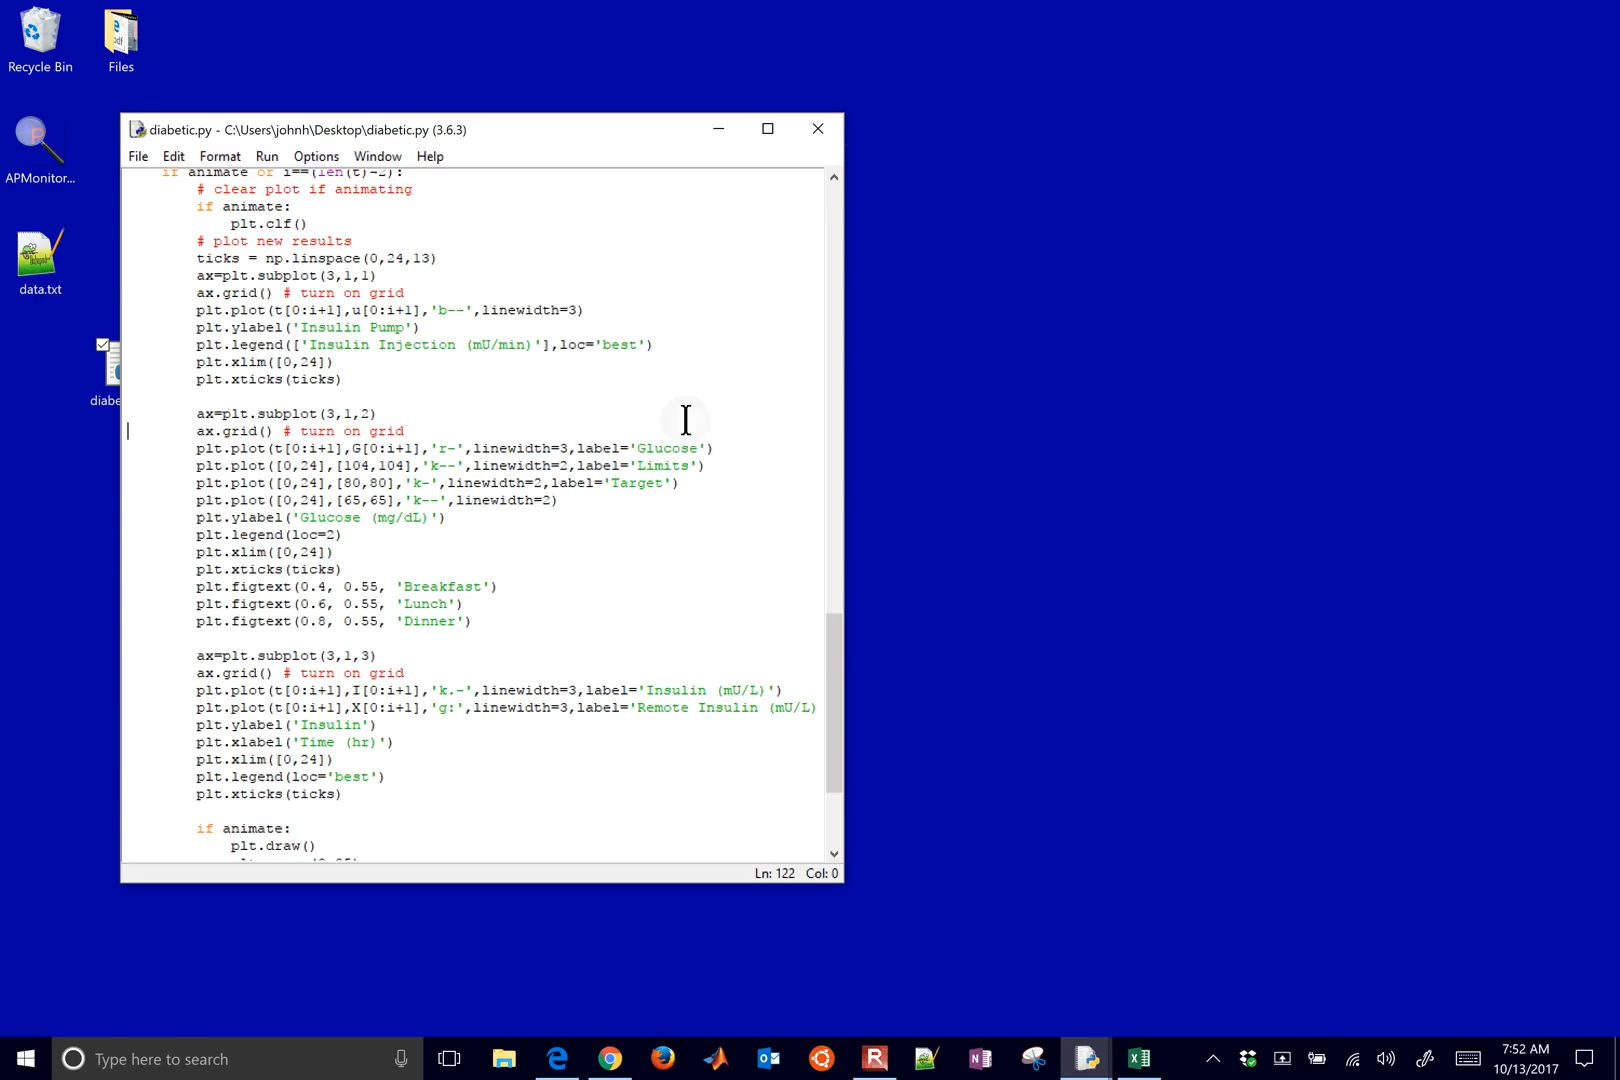 Recycle Bin
Files
APMonitor...
data.txt
diabe
diabetic.py - C:\Users\johnh\Desktop\diabetic.py (3.6.3)
File Edit Format Run Options Window Help
if animate or i==(len(t)-2):
# clear plot if animating
if animate:
plt.clf()
# plot new results
ticks = np.linspace(0,24,13)
ax=plt.subplot(3,1,1)
ax.grid() # turn on grid
plt.plot(t[0:i+1],u[0:i+1],'b--',linewidth=3)
plt.ylabel('Insulin Pump')
plt.legend(['Insulin Injection (mU/min)'],loc='best')
plt.xlim([0,24])
plt.xticks(ticks)
ax=plt.subplot(3,1,2)
ax.grid() # turn on grid
plt.plot(t[0:i+1],G[0:i+1],'r-',linewidth=3,label='Glucose')
plt.plot([0,24],[104,104],'k--',linewidth=2,label='Limits')
plt.plot([0,24],[80,80],'k-',linewidth=2,label='Target')
plt.plot([0,24],[65,65],'k--',linewidth=2)
plt.ylabel('Glucose (mg/dL)')
plt.legend(loc=2)
plt.xlim([0,24])
plt.xticks(ticks)
plt.figtext(0.4, 0.55, 'Breakfast')
plt.figtext(0.6, 0.55, 'Lunch')
plt.figtext(0.8, 0.55, 'Dinner')
ax=plt.subplot(3,1,3)
ax.grid() # turn on grid
plt.plot(t[0:i+1],I[0:i+1],'k.-',linewidth=3,label='Insulin (mU/L)')
plt.plot(t[0:i+1],X[0:i+1],'g:',linewidth=3,label='Remote Insulin (mU/L)
plt.ylabel('Insulin')
plt.xlabel('Time (hr)')
plt.xlim([0,24])
plt.legend(loc='best')
plt.xticks(ticks)
if animate:
plt.draw()
Ln: 122 Col: 0
Type here to search
7:52 AM
10/13/2017